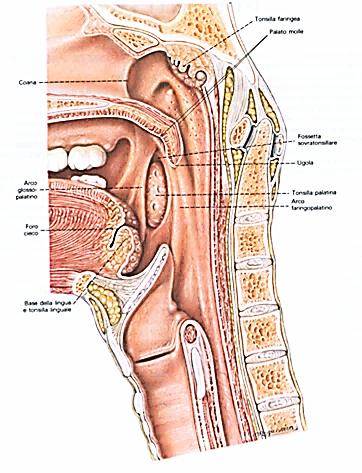 Tonsilla faringea
Palato molle
Coana
Fossetta
sovratonsillare
Ugola
Arco
glosso-
palatino
Tonsilla palatina
Arco
faringopalatino
Foro
cieco
Base della lingua
e tonsilla linguale